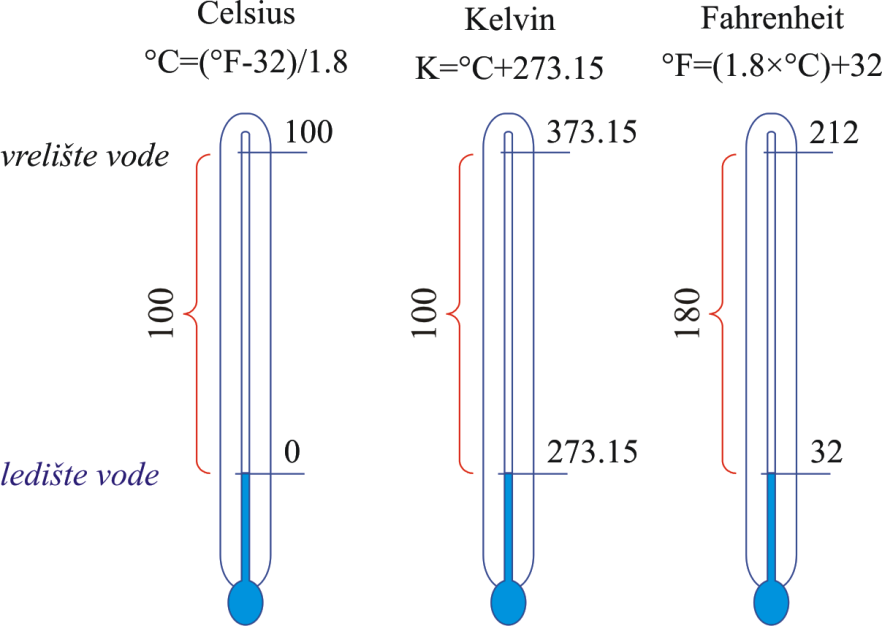 Celsius
Kelvin
Fahrenheit
°C=(°F-32)/1.8
K=°C+273.15
°F=(1.8×°C)+32
100
373.15
212
vrelište vode
100
100
180
0
273.15
32
ledište vode